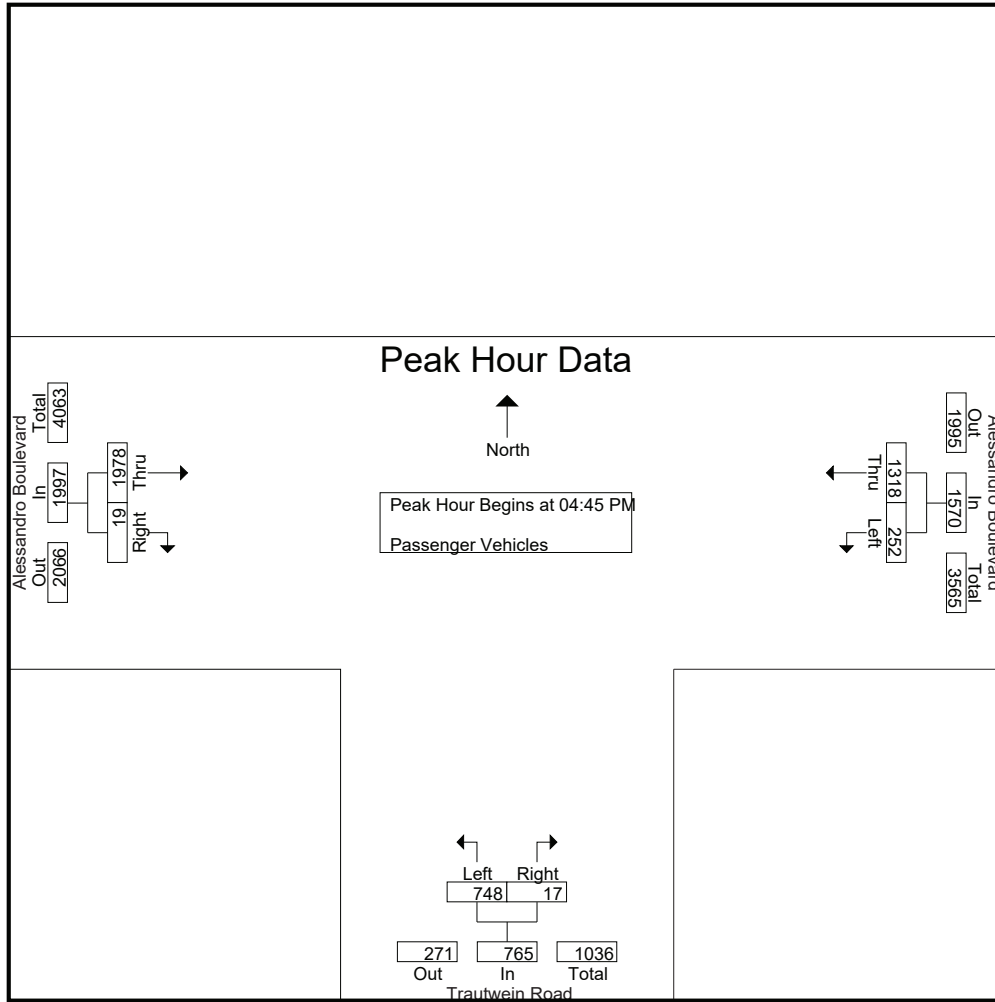 Peak Hour Data
North
Peak Hour Begins at 04:45 PM
Passenger Vehicles
Alessandro Boulevard
Total In Out
4063 1997 2066
1978 19
Thru Right
Alessandro Boulevard
Out In Total
1995 1570 3565
1318 252
Thru Left
Left Right
748 17
271 765 1036
Out In Total
Trautwein Road